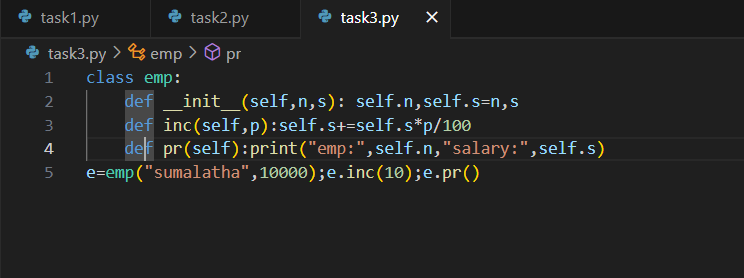 task1.py task2.py task3.py ×
task3.py > emp > pr
1 class emp:
2     def __init__(self,n,s): self.n,self.s=n,s
3     def inc(self,p):self.s+=self.s*p/100
4     def pr(self):print("emp:",self.n,"salary:",self.s)
5 e=emp("sumalatha",10000);e.inc(10);e.pr()